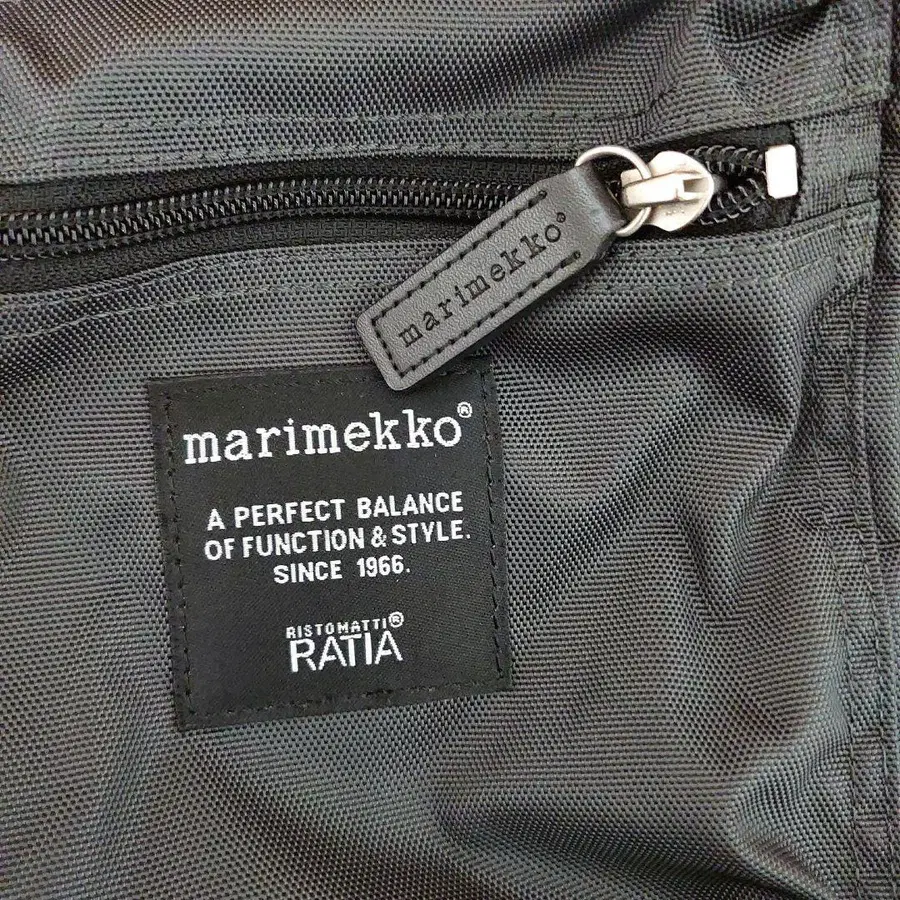 marimekko®
marimekko®
A PERFECT BALANCE
OF FUNCTION & STYLE.
SINCE 1966.
RISTOMATTI®
RATIA